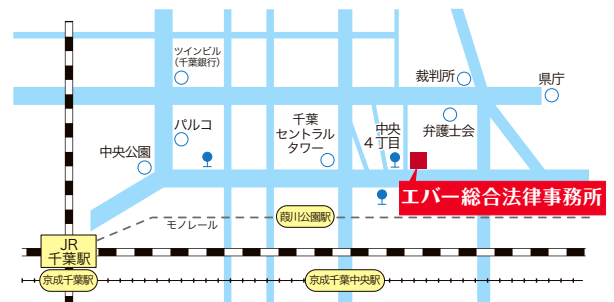 ツインビル
(千葉銀行)
裁判所
県庁
パルコ
千葉
セントラル
タワー
中央
4丁目
弁護士会
中央公園
エバー総合法律事務所
モノレール
葭川公園駅
JR
千葉駅
京成千葉駅
京成千葉中央駅